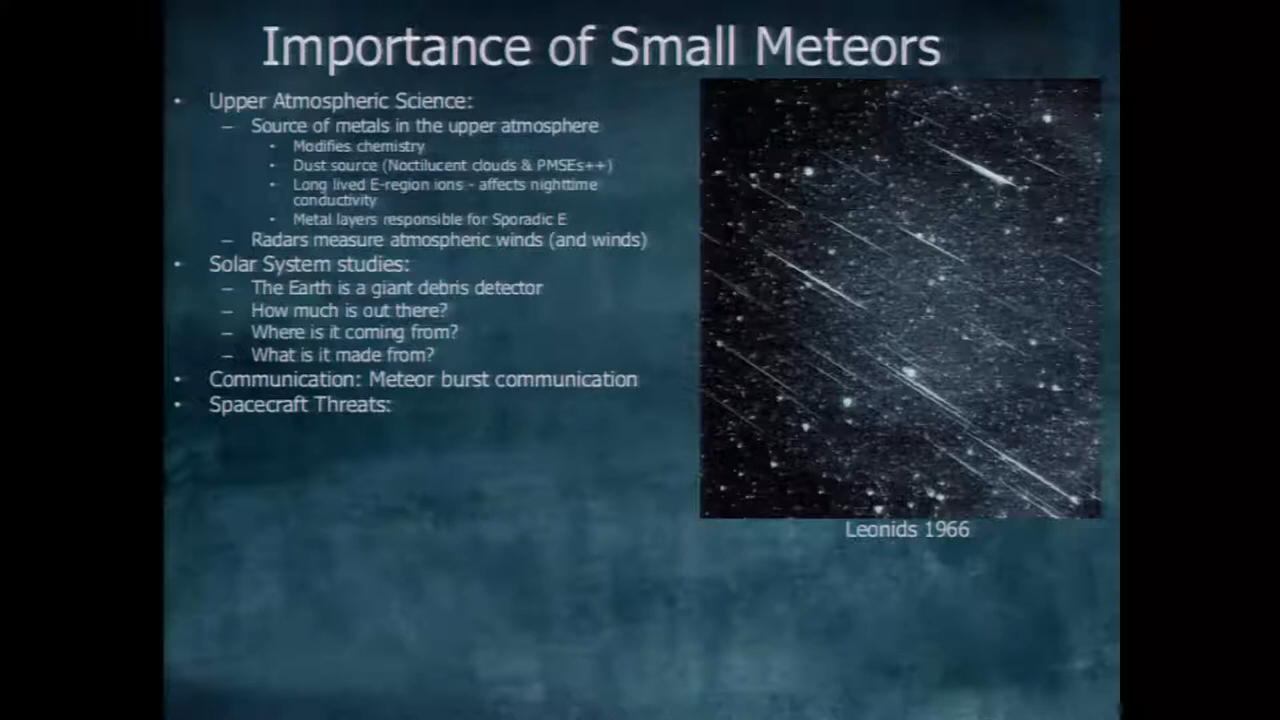 Importance of Small Meteors
• Upper Atmospheric Science:
– Source of metals in the upper atmosphere
• Modifies chemistry
• Dust source (Noctilucent clouds & PMSEs++)
• Long lived E-region ions - affects nighttime
conductivity
• Metal layers responsible for Sporadic E
– Radars measure atmospheric winds (and winds)
• Solar System studies:
– The Earth is a giant debris detector
– How much is out there?
– Where is it coming from?
– What is it made from?
• Communication: Meteor burst communication
• Spacecraft Threats:
Leonids 1966